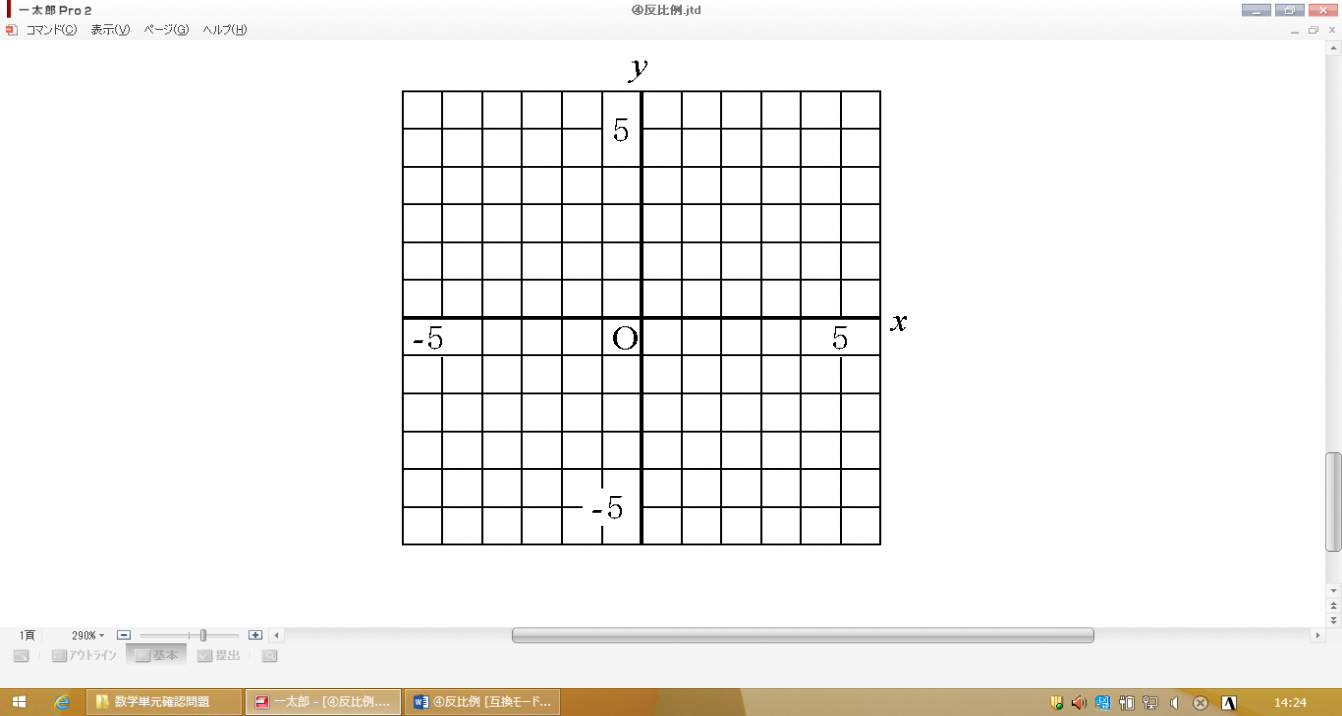 一太郎 Pro 2
④反比例.jtd
コマンド(C) 表示(V) ページ(G) ヘルプ(H)
y
5
-5
O
5
x
-5
1頁 290%
アウトライン 基本 提出
数学単元確認問題
一太郎 - [④反比例....
④反比例 [互換モード...
14:24